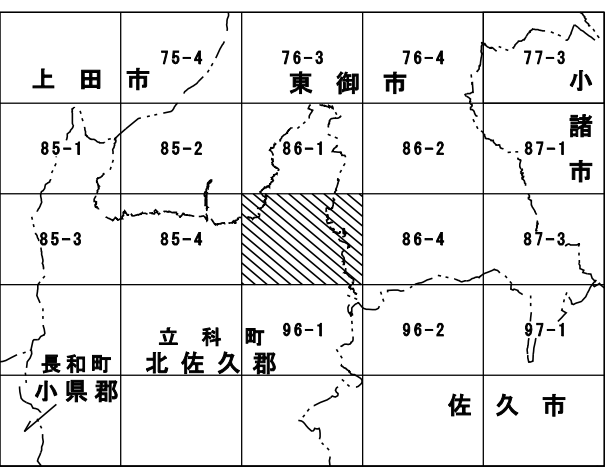 75-4 76-3 76-4 77-3
上田市 東御市 小諸市
85-1 85-2 86-1 86-2 87-1
85-3 85-4 86-4 87-3
立科町 96-1 96-2 97-1
長和町 北佐久郡
小県郡 佐久市